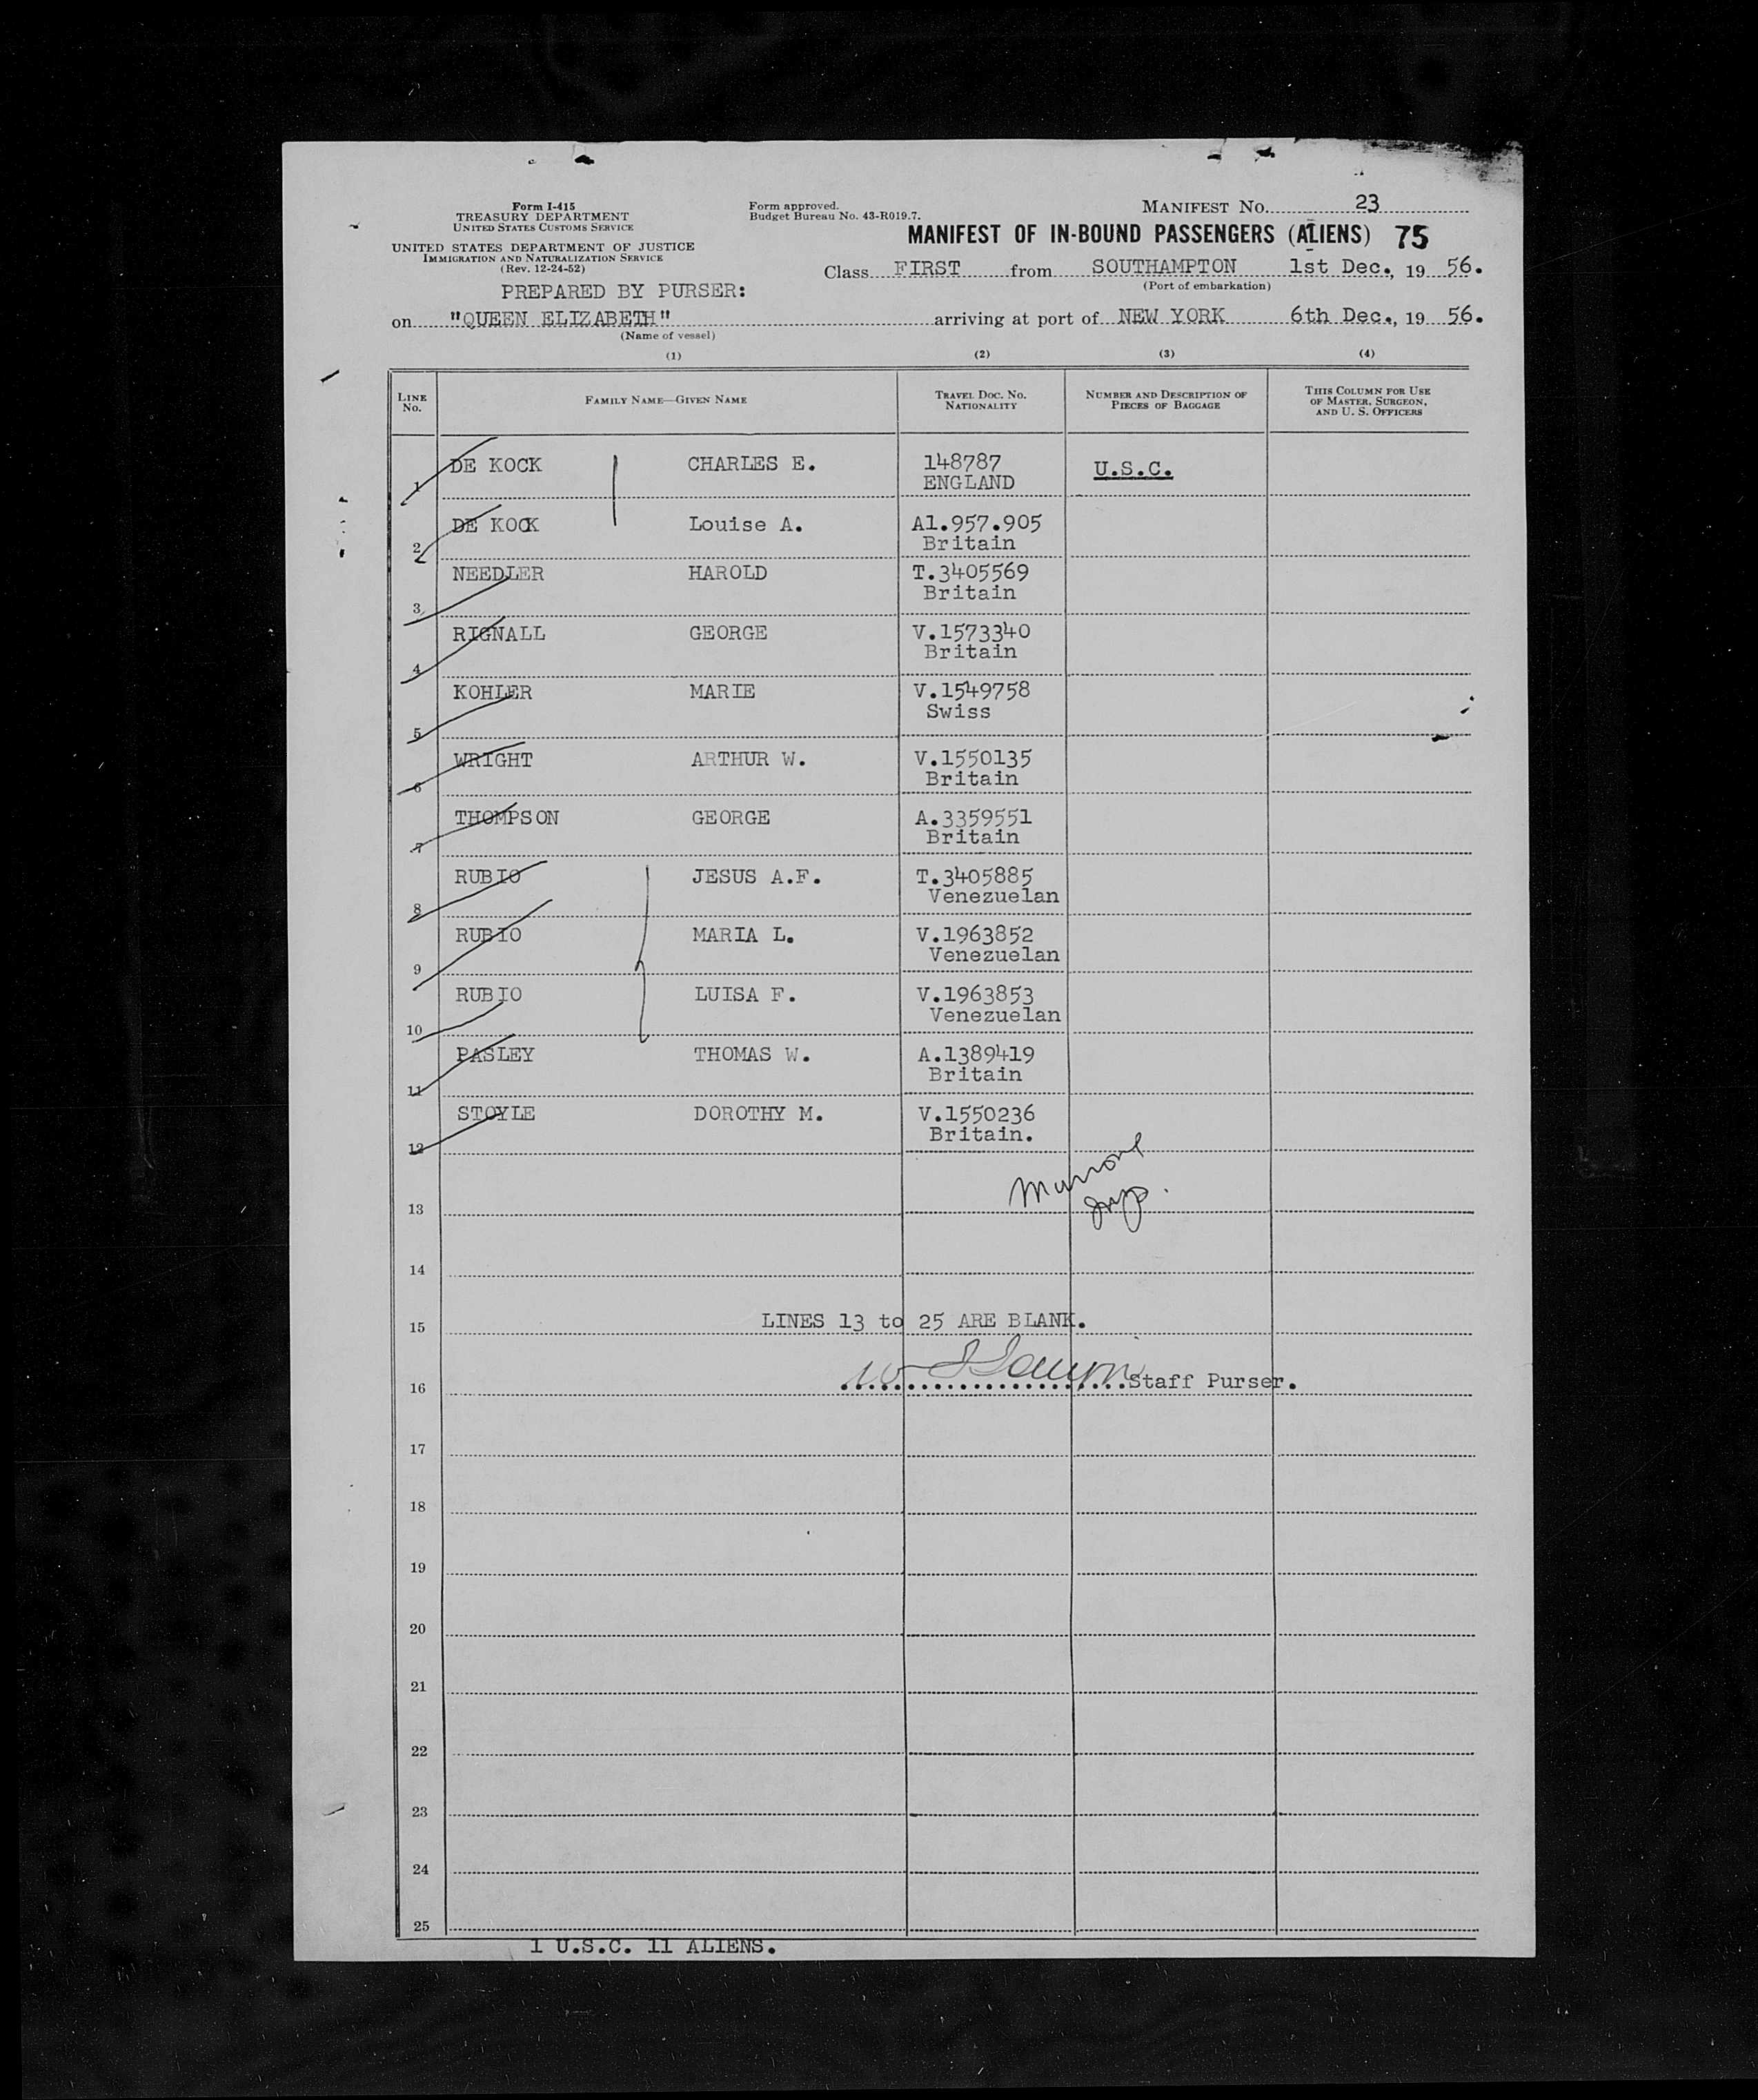 Form I-415
TREASURY DEPARTMENT
UNITED STATES CUSTOMS SERVICE
UNITED STATES DEPARTMENT OF JUSTICE
IMMIGRATION AND NATURALIZATION SERVICE
(Rev. 12-24-52)
PREPARED BY PURSER:
Form approved.
Budget Bureau No. 43-R019.7.
MANIFEST No. 23
MANIFEST OF IN-BOUND PASSENGERS (ALIENS) 75
Class FIRST from SOUTHAMPTON 1st Dec., 19 56.
(Port of embarkation)
on "QUEEN ELIZABETH" arriving at port of NEW YORK 6th Dec., 19 56.
(Name of vessel)
(1) (2) (3) (4)
LINE No. FAMILY NAME—GIVEN NAME TRAVEL DOC. No. NATIONALITY NUMBER AND DESCRIPTION OF PIECES OF BAGGAGE THIS COLUMN FOR USE OF MASTER, SURGEON, AND U. S. OFFICERS
1 DE KOCK CHARLES E. 148787 U.S.C.
ENGLAND
2 DE KOCK Louise A. A1.957.905
Britain
3 NEEDLER HAROLD T.3405569
Britain
4 RIGNALL GEORGE V.1573340
Britain
5 KOHLER MARIE V.1549758
Swiss
6 WRIGHT ARTHUR W. V.1550135
Britain
7 THOMPSON GEORGE A.3359551
Britain
8 RUBIO JESUS A.F. T.3405885
Venezuelan
9 RUBIO MARIA L. V.1963852
Venezuelan
10 RUBIO LUISA F. V.1963853
Venezuelan
11 PASLEY THOMAS W. A.1389419
Britain
12 STOYLE DOROTHY M. V.1550236
Britain.
13
14
15 LINES 13 to 25 ARE BLANK.
16 Staff Purser.
17
18
19
20
21
22
23
24
25
1 U.S.C. 11 ALIENS.